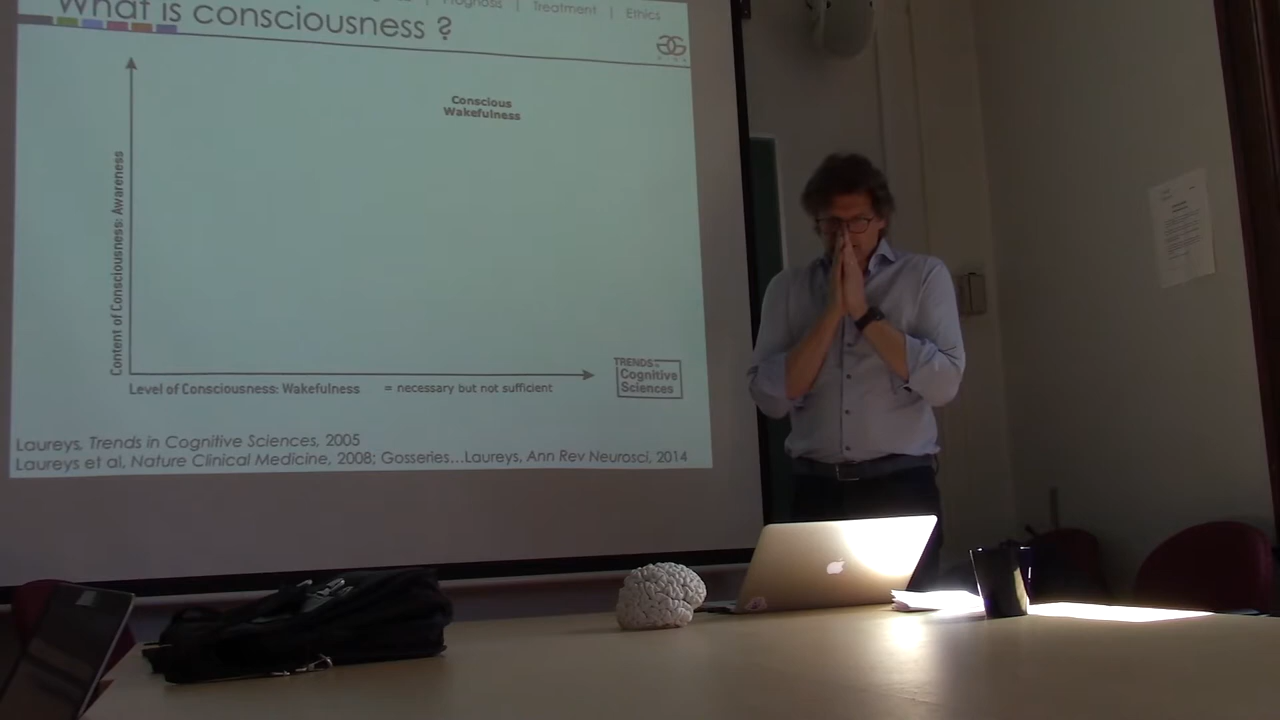 Prognosis | Treatment | Ethics
What is consciousness ?
Conscious
Wakefulness
Content of Consciousness: Awareness
Level of Consciousness: Wakefulness = necessary but not sufficient
TRENDS in
Cognitive
Sciences
Laureys, Trends in Cognitive Sciences, 2005
Laureys et al, Nature Clinical Medicine, 2008; Gosseries...Laureys, Ann Rev Neurosci, 2014